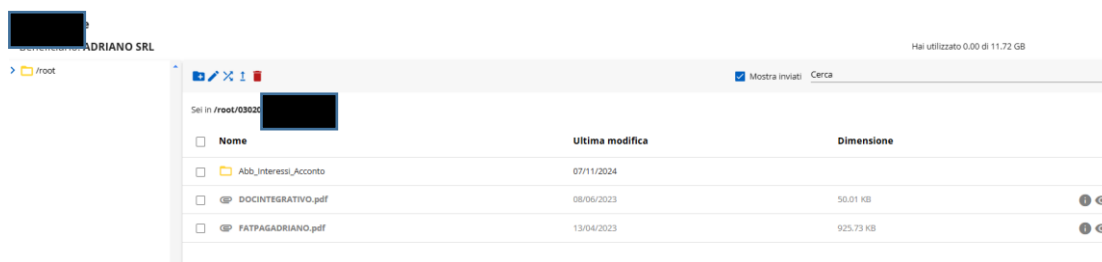 ADRIANO SRL
Hai utilizzato 0.00 di 11.72 GB
/root
Mostra inviati Cerca
Sei in /root/03020
Nome Ultima modifica Dimensione
Abb_Interessi_Acconto 07/11/2024
DOCINTEGRATIVO.pdf 08/06/2023 50.01 KB
FATPAGADRIANO.pdf 13/04/2023 925.73 KB